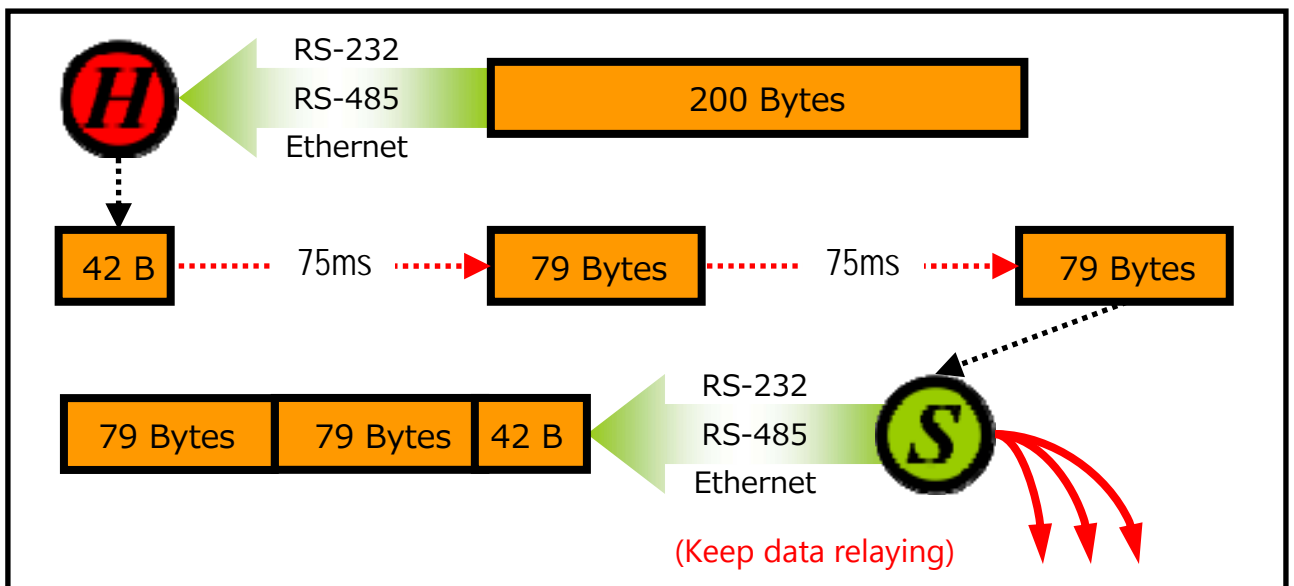 RS-232
H
RS-485
200 Bytes
Ethernet
42 B
75ms
79 Bytes
75ms
79 Bytes
79 Bytes
79 Bytes
42 B
RS-232
RS-485
Ethernet
S
(Keep data relaying)